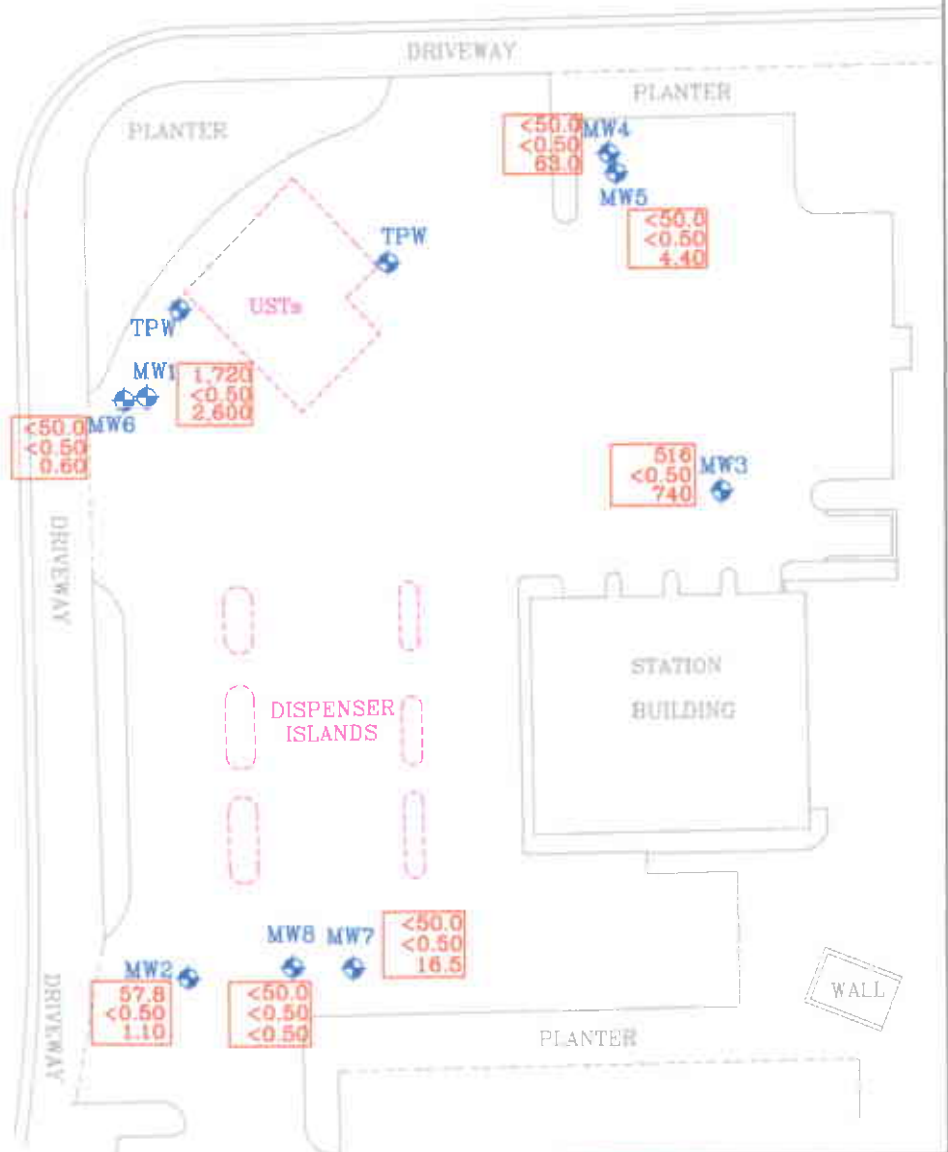 DRIVEWAY
PLANTER
PLANTER
<50.0
<0.50
63.0
MW4
MW5
<50.0
<0.50
4.40
TPW
TPW
USTs
MW1
1,720
<0.50
2,600
MW6
<50.0
<0.50
0.60
516
<0.50
740
MW3
DRIVEWAY
STATION
BUILDING
DISPENSER
ISLANDS
<50.0
<0.50
16.5
MW8
MW7
MW2
57.8
<0.50
1.10
<50.0
<0.50
<0.50
DRIVEWAY
WALL
PLANTER